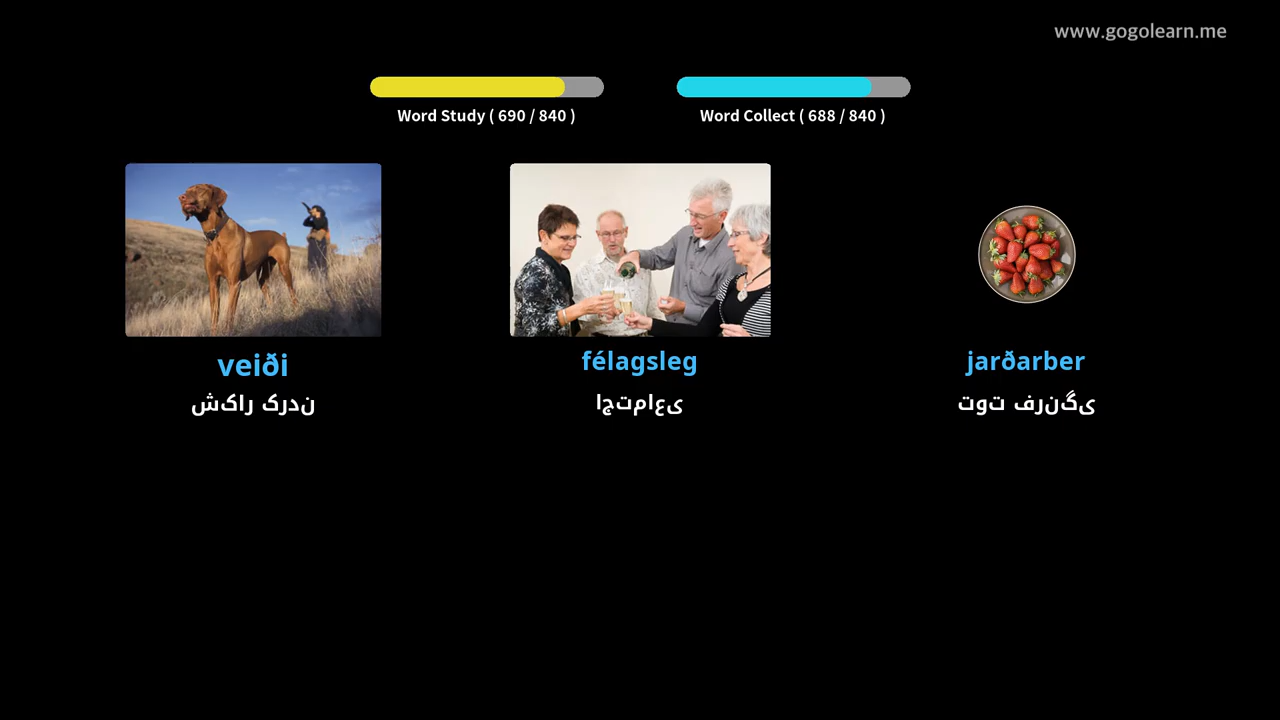 www.gogolearn.me
Word Study ( 690 / 840 )
Word Collect ( 688 / 840 )
veiði
شکار کردن
félagsleg
اجتماعی
jarðarber
توت فرنگی